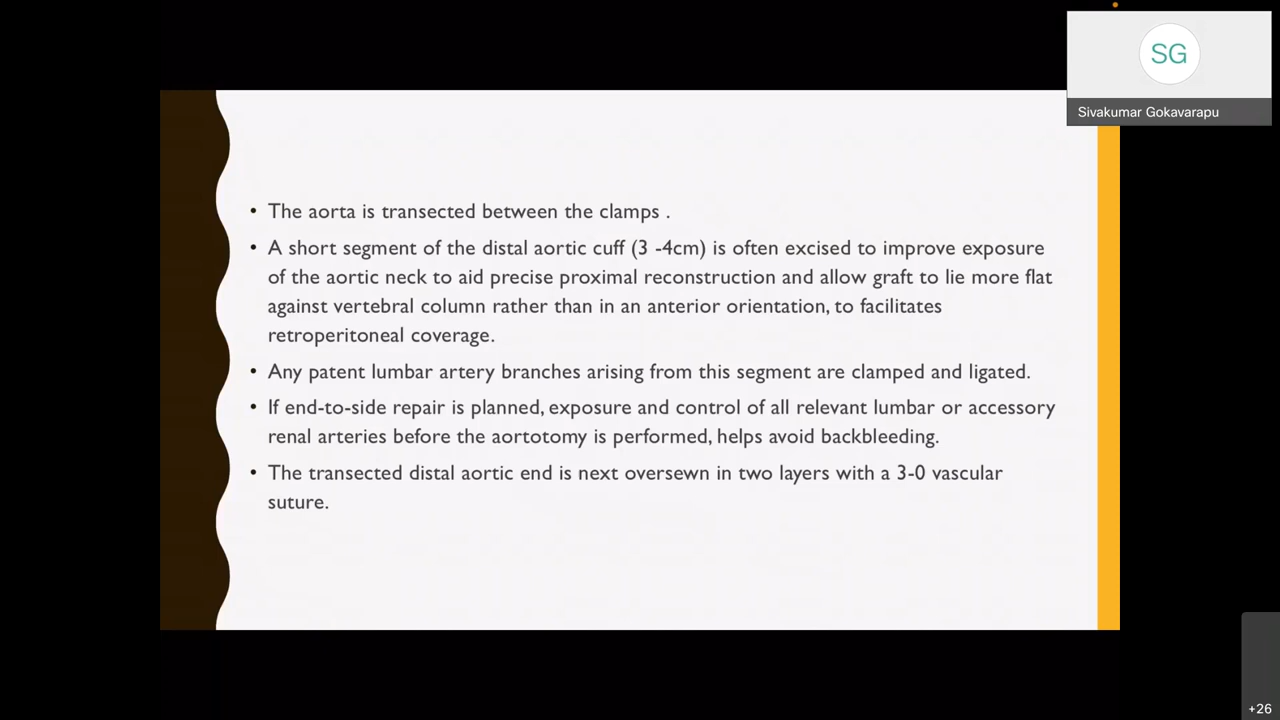 SG
Sivakumar Gokavarapu
• The aorta is transected between the clamps .
• A short segment of the distal aortic cuff (3 -4cm) is often excised to improve exposure
of the aortic neck to aid precise proximal reconstruction and allow graft to lie more flat
against vertebral column rather than in an anterior orientation, to facilitates
retroperitoneal coverage.
• Any patent lumbar artery branches arising from this segment are clamped and ligated.
• If end-to-side repair is planned, exposure and control of all relevant lumbar or accessory
renal arteries before the aortotomy is performed, helps avoid backbleeding.
• The transected distal aortic end is next oversewn in two layers with a 3-0 vascular
suture.
+26